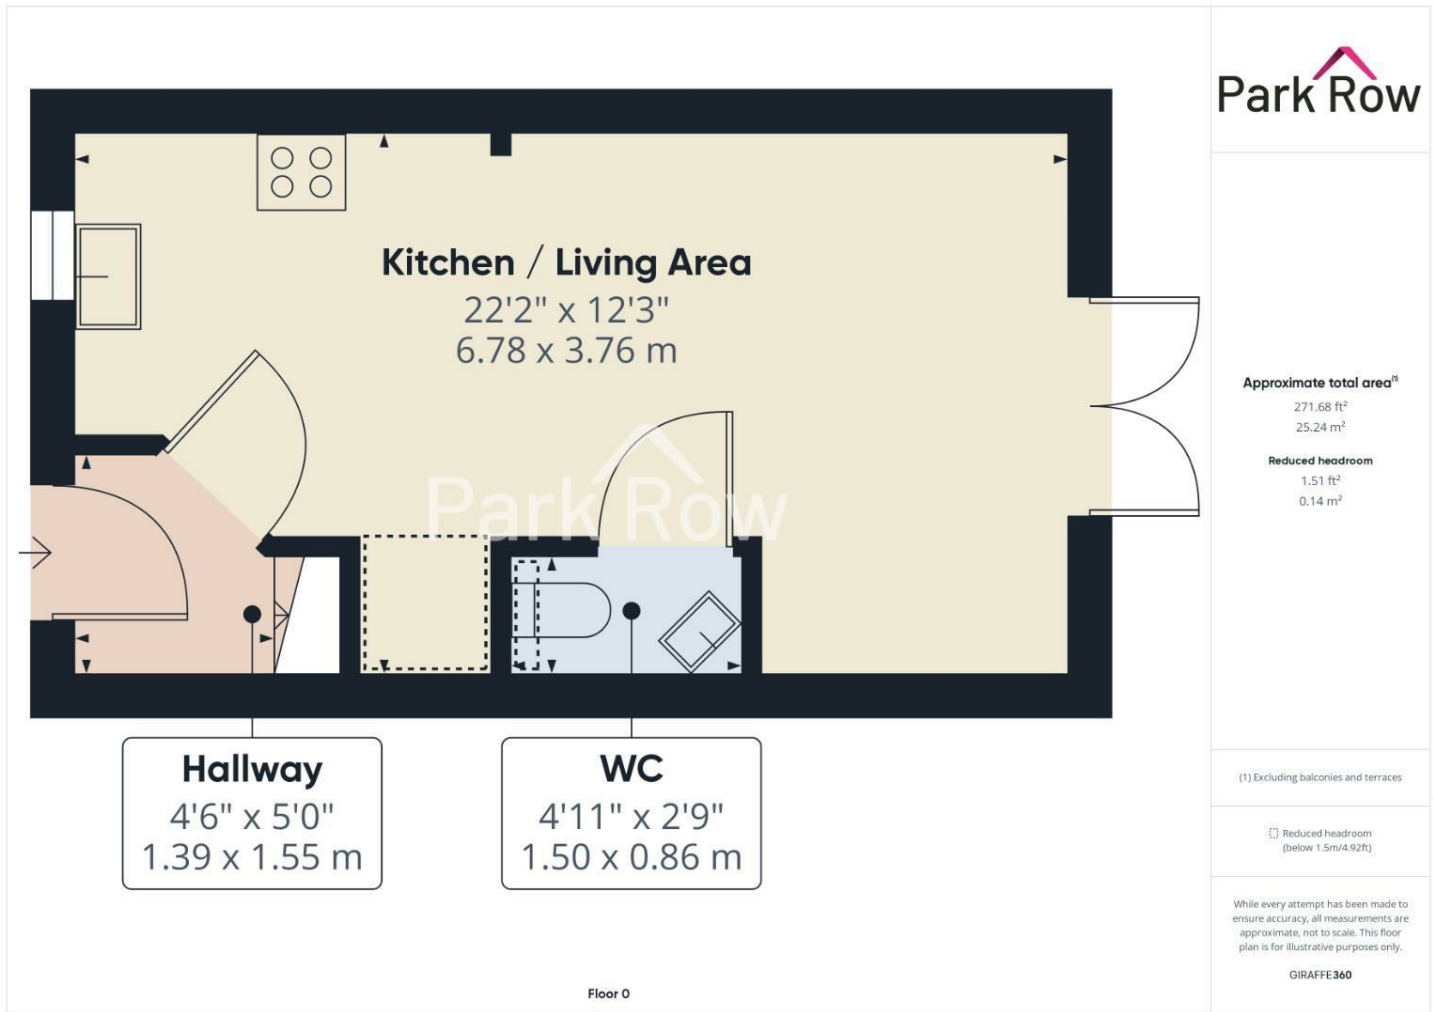 Park Row
Kitchen / Living Area
22'2" x 12'3"
6.78 x 3.76 m
Park Row
Hallway
4'6" x 5'0"
1.39 x 1.55 m
WC
4'11" x 2'9"
1.50 x 0.86 m
Floor 0
Approximate total area(1)
271.68 ft²
25.24 m²
Reduced headroom
1.51 ft²
0.14 m²
(1) Excluding balconies and terraces
Reduced headroom
(below 1.5m/4.92ft)
While every attempt has been made to
ensure accuracy, all measurements are
approximate, not to scale. This floor
plan is for illustrative purposes only.
GIRAFFE360